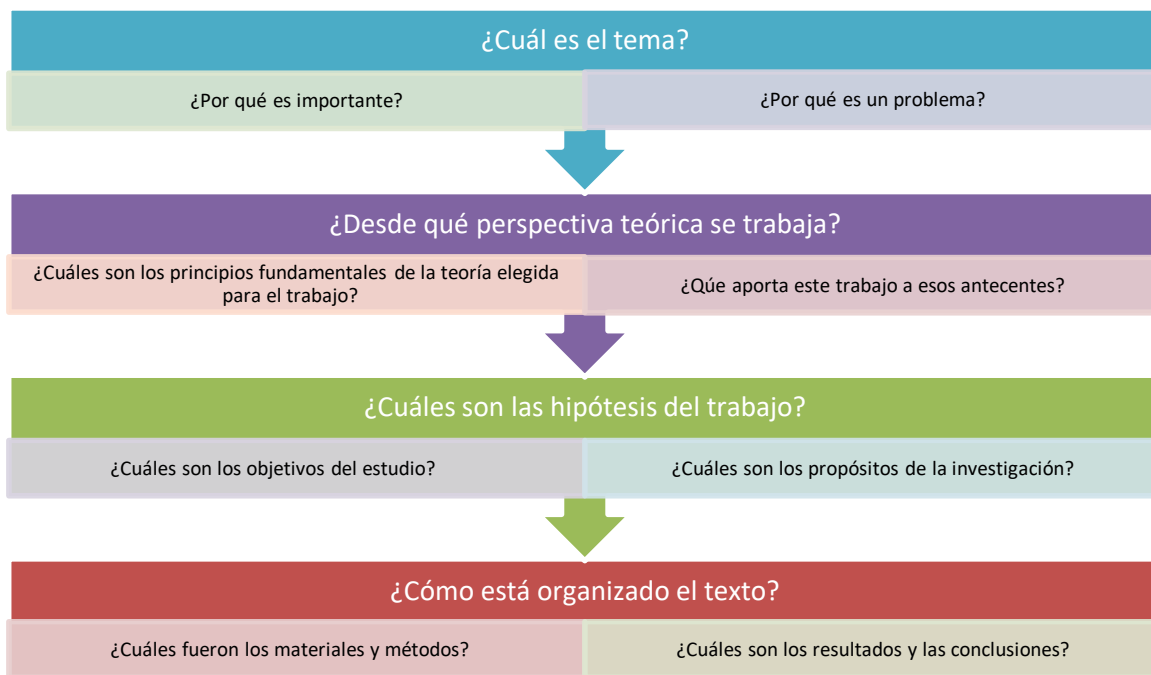 ¿Cuál es el tema?
¿Por qué es importante?
¿Por qué es un problema?
¿Desde qué perspectiva teórica se trabaja?
¿Cuáles son los principios fundamentales de la teoría elegida
para el trabajo?
¿Qúe aporta este trabajo a esos antecentes?
¿Cuáles son las hipótesis del trabajo?
¿Cuáles son los objetivos del estudio?
¿Cuáles son los propósitos de la investigación?
¿Cómo está organizado el texto?
¿Cuáles fueron los materiales y métodos?
¿Cuáles son los resultados y las conclusiones?